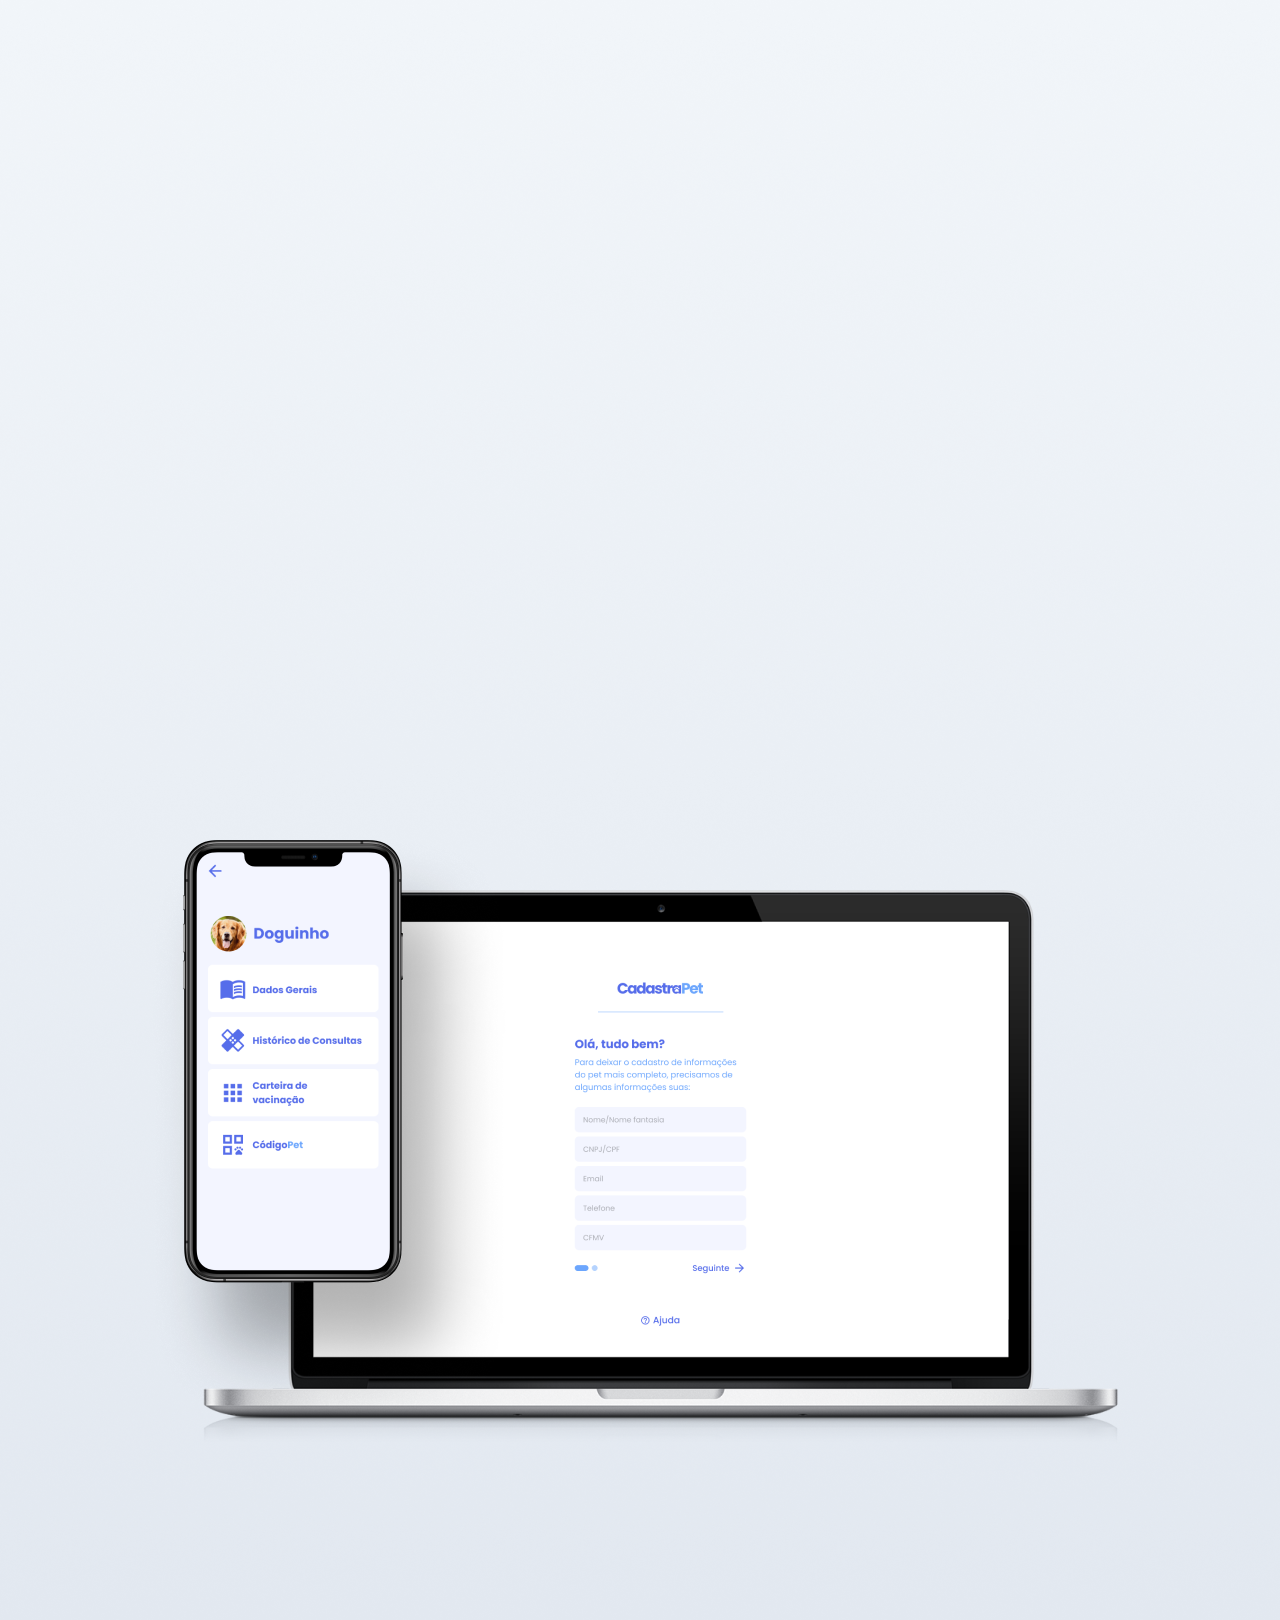 Doguinho
Dados Gerais
Histórico de Consultas
Carteira de
vacinação
CódigoPet
CadastraPet
Olá, tudo bem?
Para deixar o cadastro de informações
do pet mais completo, precisamos de
algumas informações suas:
Nome/Nome fantasia
CNPJ/CPF
Email
Telefone
CFMV
Seguinte
Ajuda